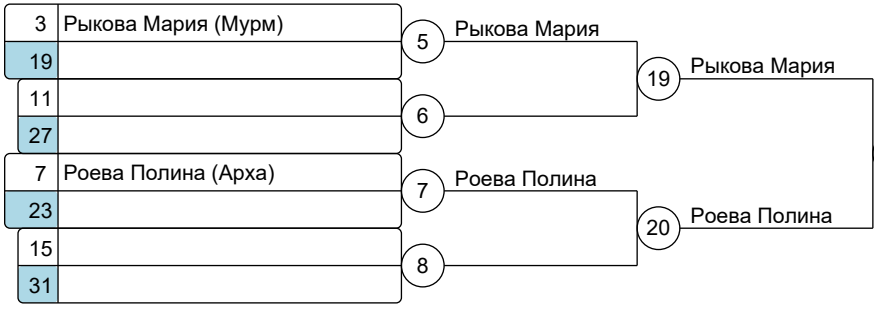 3 Рыкова Мария (Мурм)
5 Рыкова Мария
19
19 Рыкова Мария
11
6
27
7 Роева Полина (Арха)
7 Роева Полина
23
20 Роева Полина
15
8
31